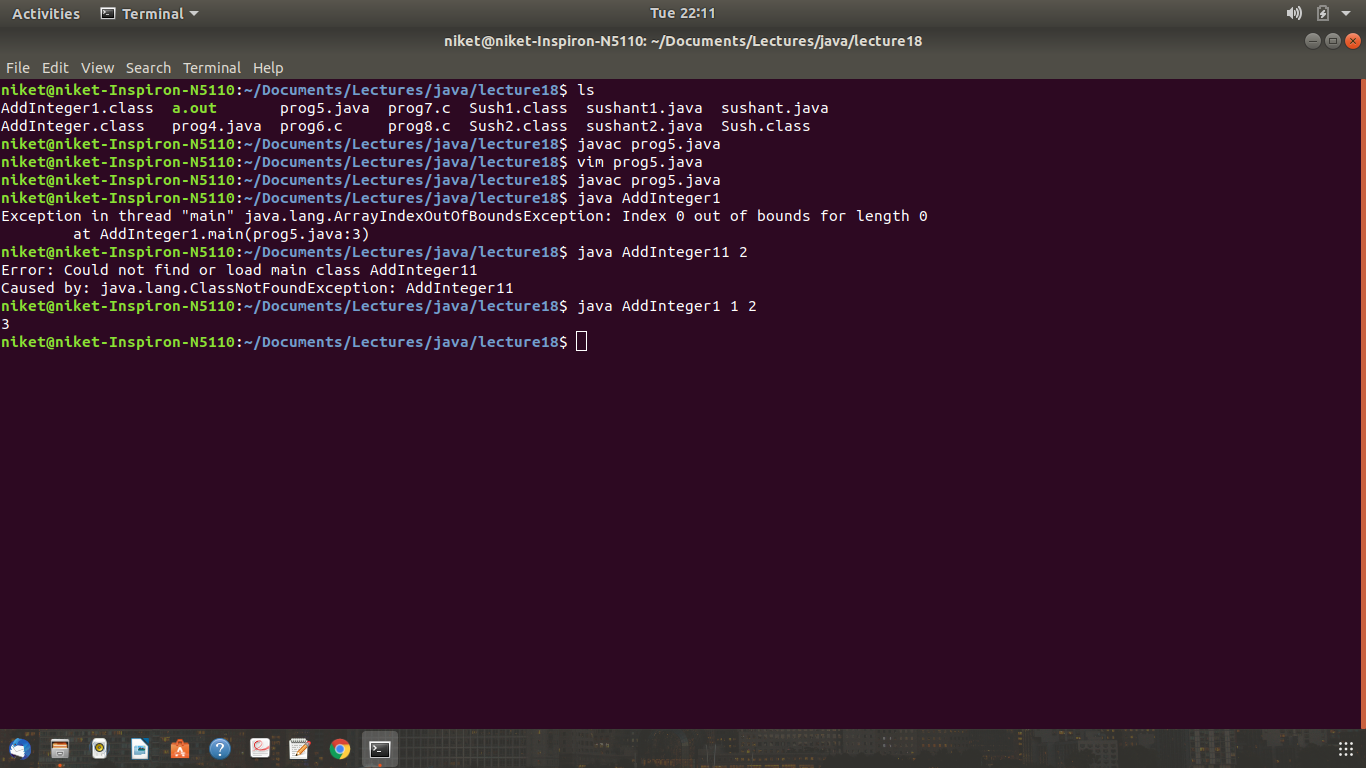 Activities Terminal Tue 22:11
niket@niket-Inspiron-N5110: ~/Documents/Lectures/java/lecture18
File Edit View Search Terminal Help
niket@niket-Inspiron-N5110:~/Documents/Lectures/java/lecture18$ ls
AddInteger1.class  a.out       prog5.java  prog7.c  Sush1.class  sushant1.java  sushant.java
AddInteger.class   prog4.java  prog6.c     prog8.c  Sush2.class  sushant2.java  Sush.class
niket@niket-Inspiron-N5110:~/Documents/Lectures/java/lecture18$ javac prog5.java
niket@niket-Inspiron-N5110:~/Documents/Lectures/java/lecture18$ vim prog5.java
niket@niket-Inspiron-N5110:~/Documents/Lectures/java/lecture18$ javac prog5.java
niket@niket-Inspiron-N5110:~/Documents/Lectures/java/lecture18$ java AddInteger1
Exception in thread "main" java.lang.ArrayIndexOutOfBoundsException: Index 0 out of bounds for length 0
        at AddInteger1.main(prog5.java:3)
niket@niket-Inspiron-N5110:~/Documents/Lectures/java/lecture18$ java AddInteger11 2
Error: Could not find or load main class AddInteger11
Caused by: java.lang.ClassNotFoundException: AddInteger11
niket@niket-Inspiron-N5110:~/Documents/Lectures/java/lecture18$ java AddInteger1 1 2
3
niket@niket-Inspiron-N5110:~/Documents/Lectures/java/lecture18$